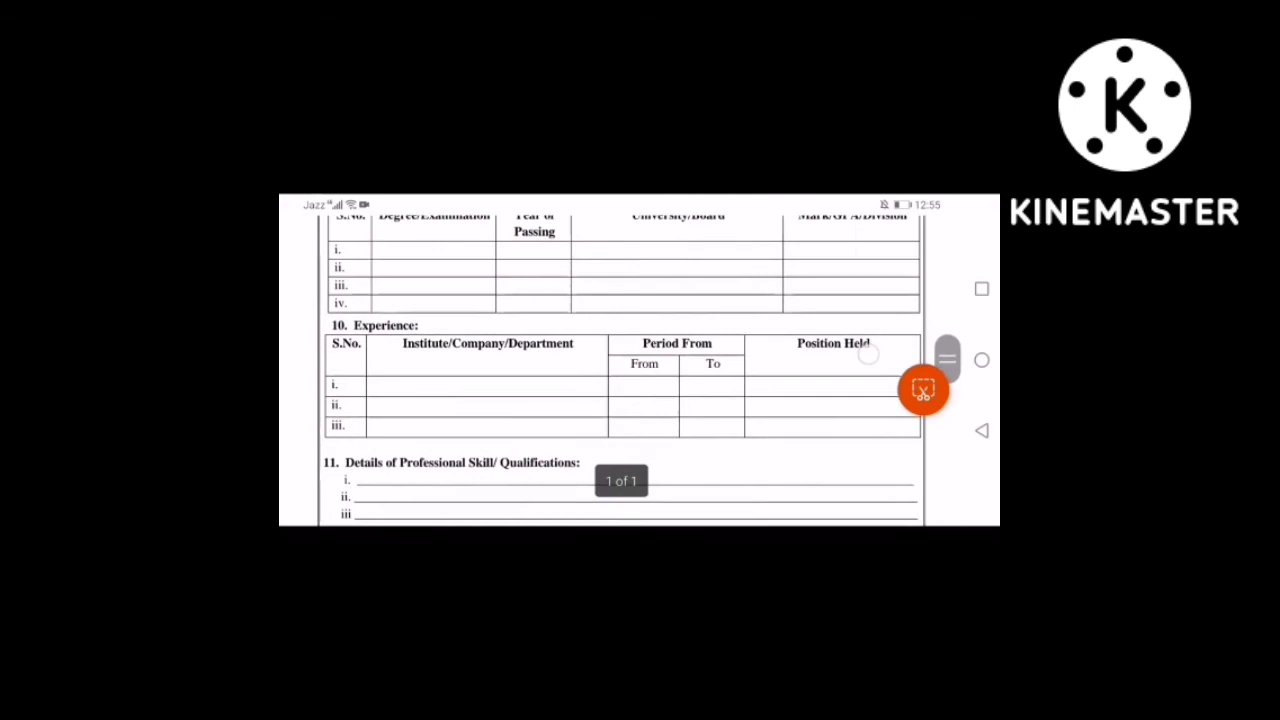 KINEMASTER
Jazz 12:55
S.No. Degree/Examination Year of University/Board Mark/GPA/Division
Passing
i.
ii.
iii.
iv.
10. Experience:
S.No. Institute/Company/Department Period From Position Held
From To
i.
ii.
iii.
11. Details of Professional Skill/ Qualifications:
i.
1 of 1
ii.
iii